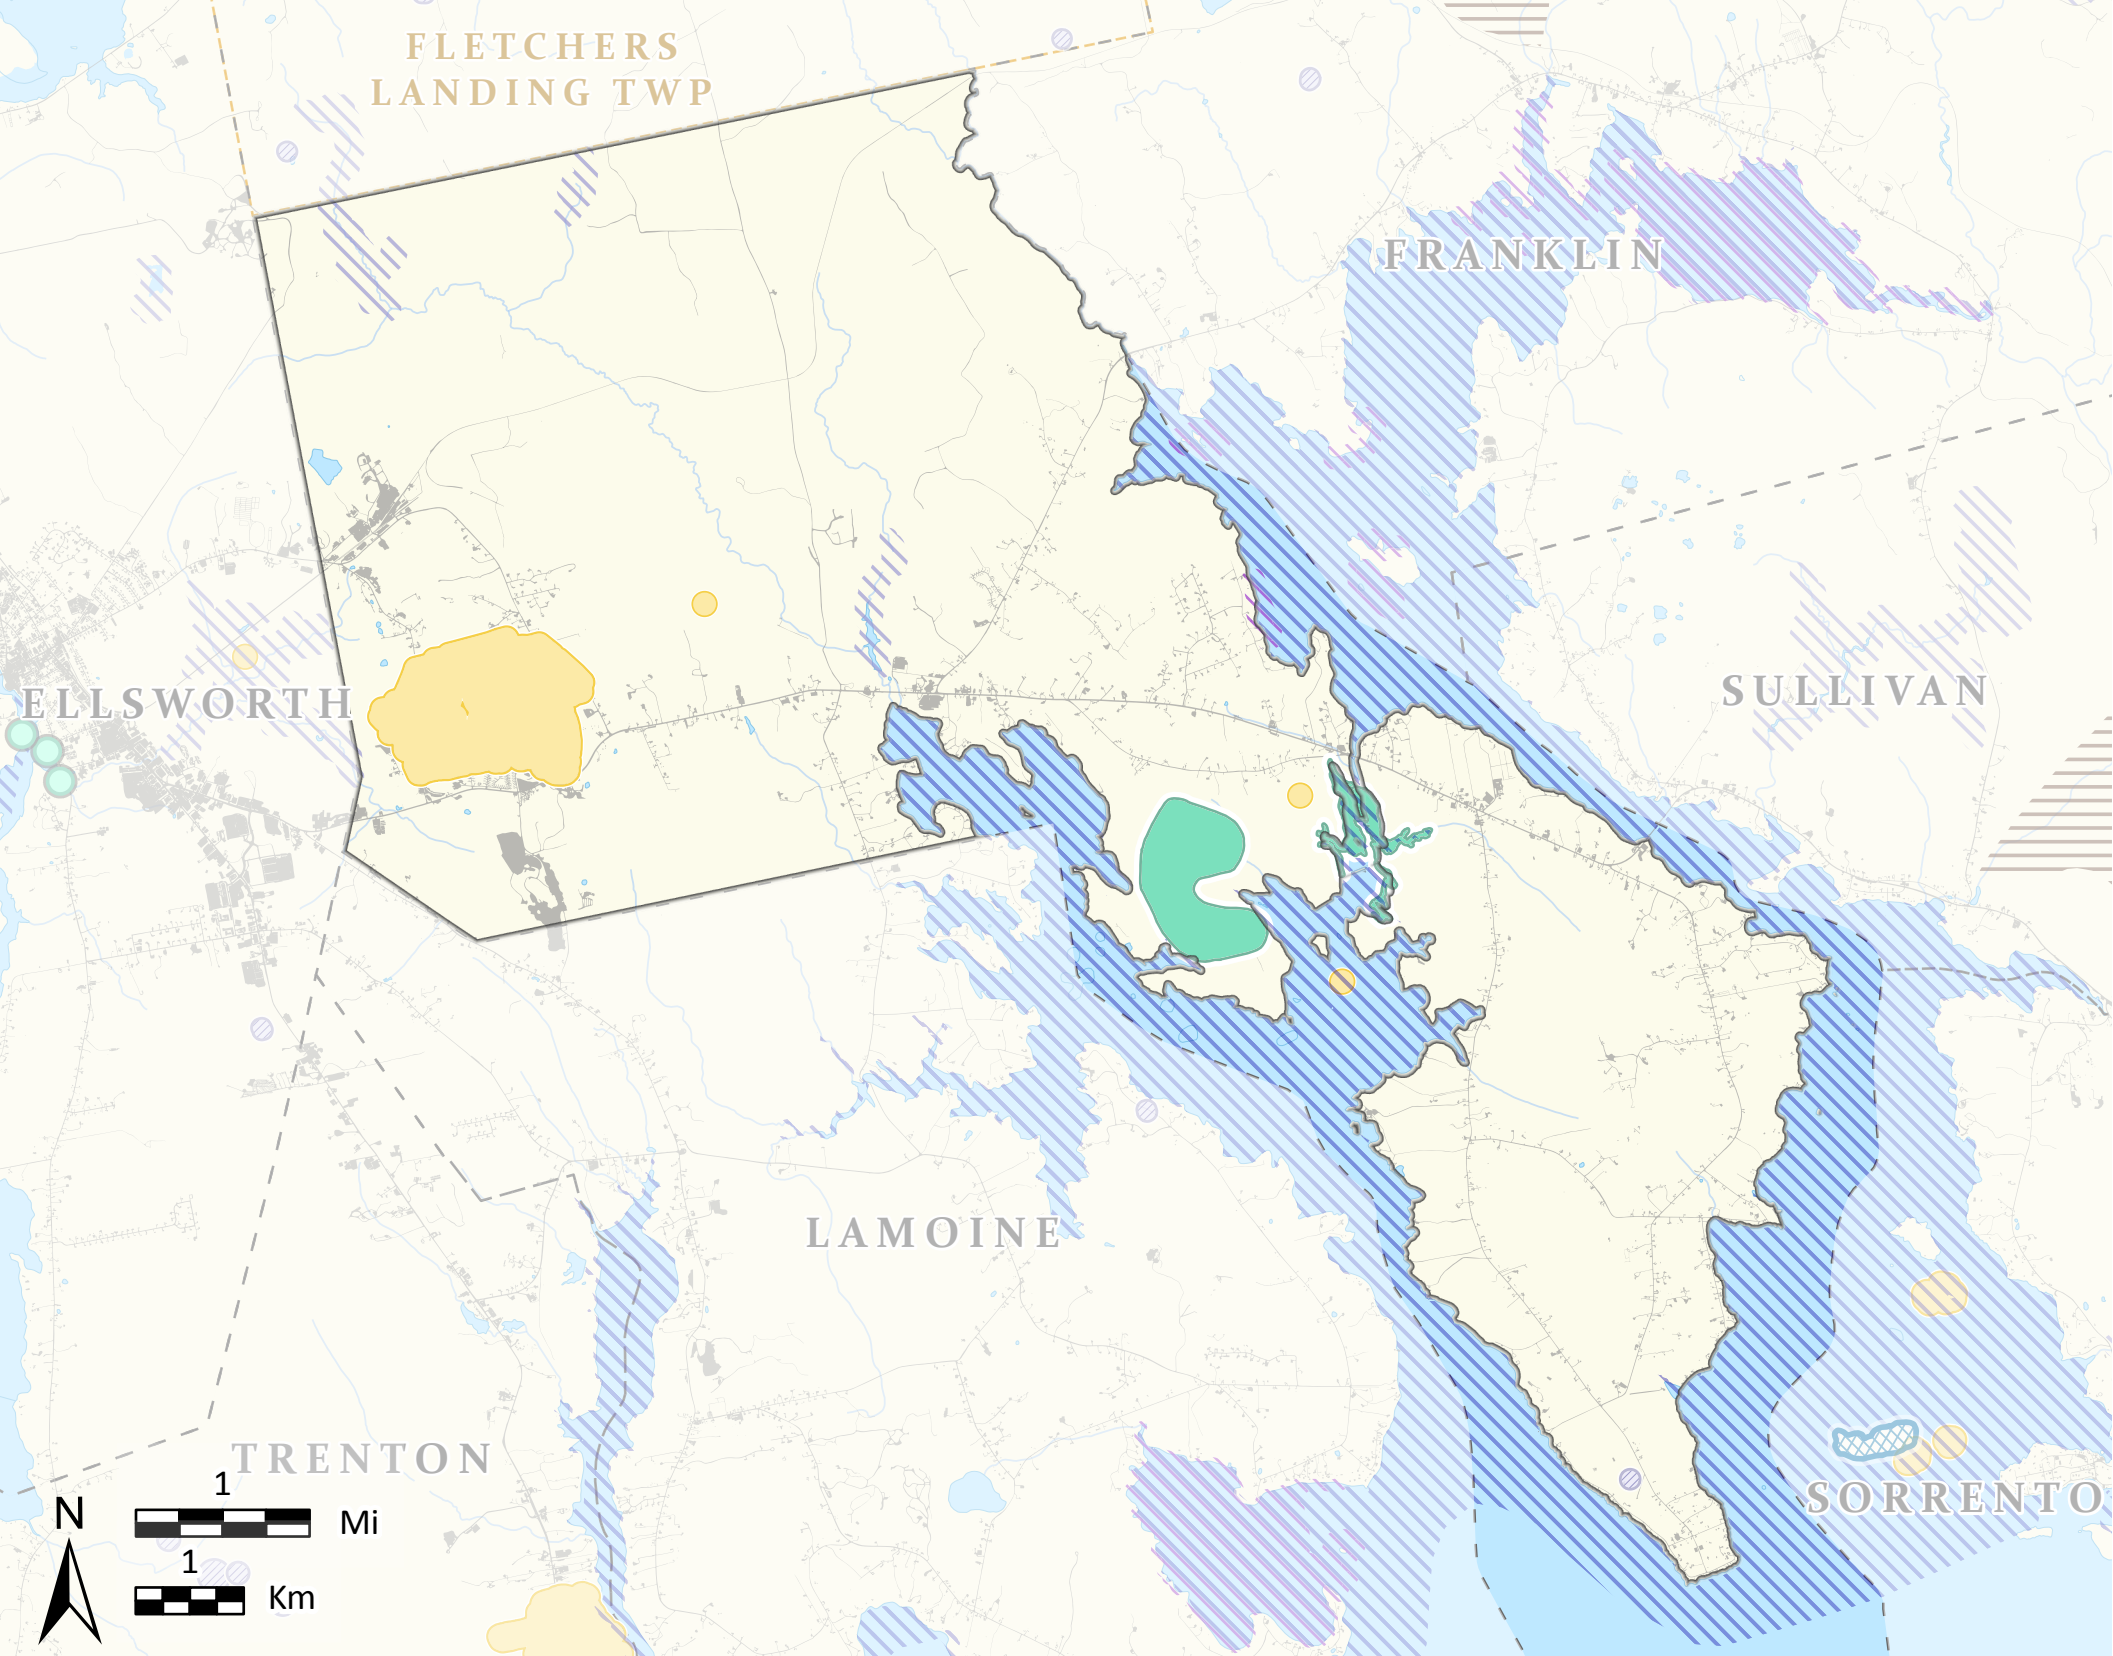 FLETCHERS
LANDING TWP
FRANKLIN
ELLSWORTH
SULLIVAN
LAMOINE
TRENTON
SORRENTO
N
1
Mi
1
Km